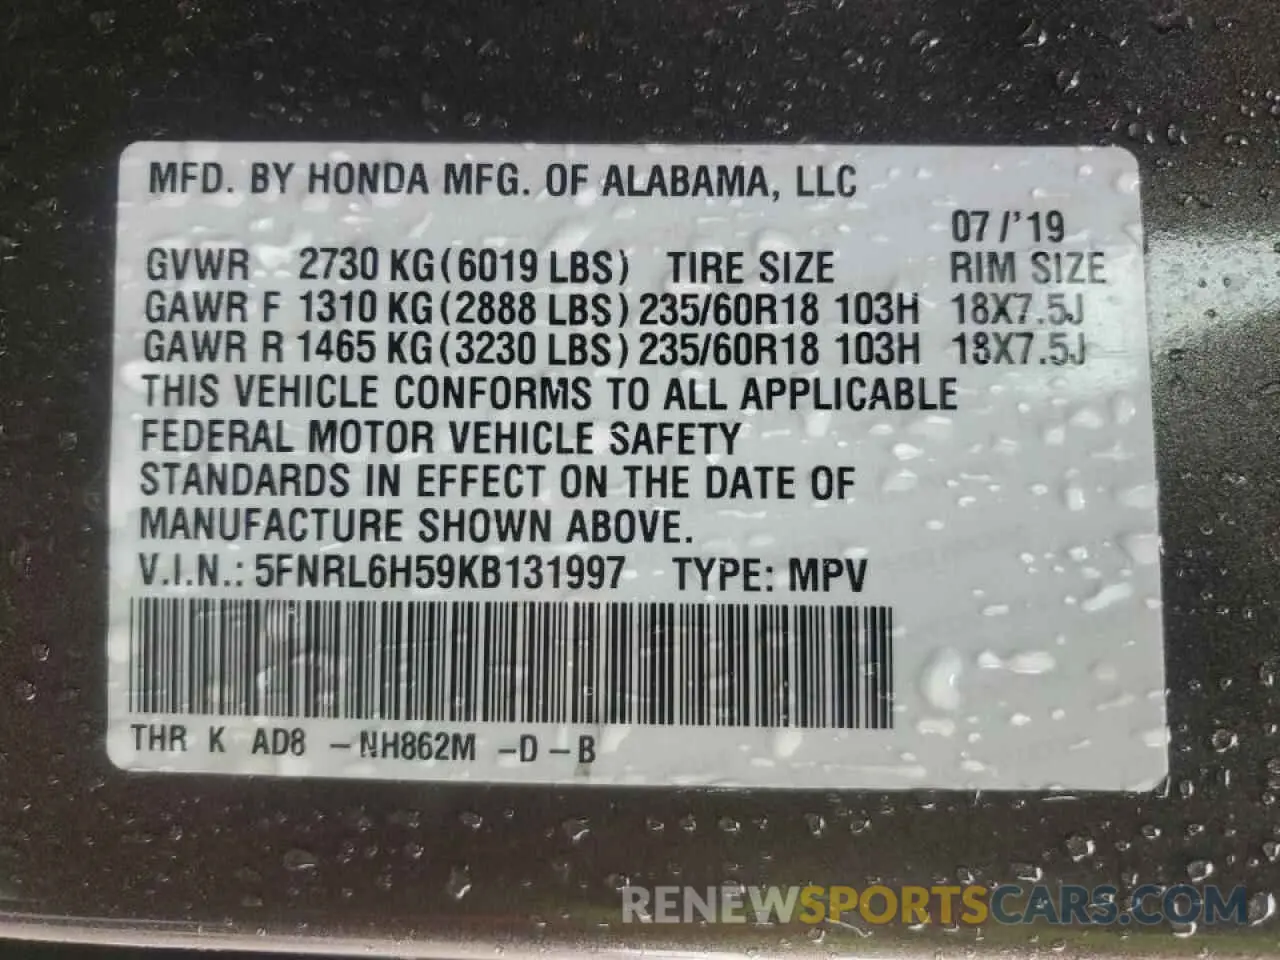 MFD. BY HONDA MFG. OF ALABAMA, LLC
07 /'19
GVWR 2730 KG (6019 LBS) TIRE SIZE RIM SIZE
GAWR F 1310 KG (2888 LBS) 235/60R18 103H 18X7.5J
GAWR R 1465 KG (3230 LBS) 235/60R18 103H 18X7.5J
THIS VEHICLE CONFORMS TO ALL APPLICABLE
FEDERAL MOTOR VEHICLE SAFETY
STANDARDS IN EFFECT ON THE DATE OF
MANUFACTURE SHOWN ABOVE.
V.I.N.: 5FNRL6H59KB131997 TYPE: MPV
THR K AD8 -NH862M -D -B
RENEWSPORTSCARS.COM